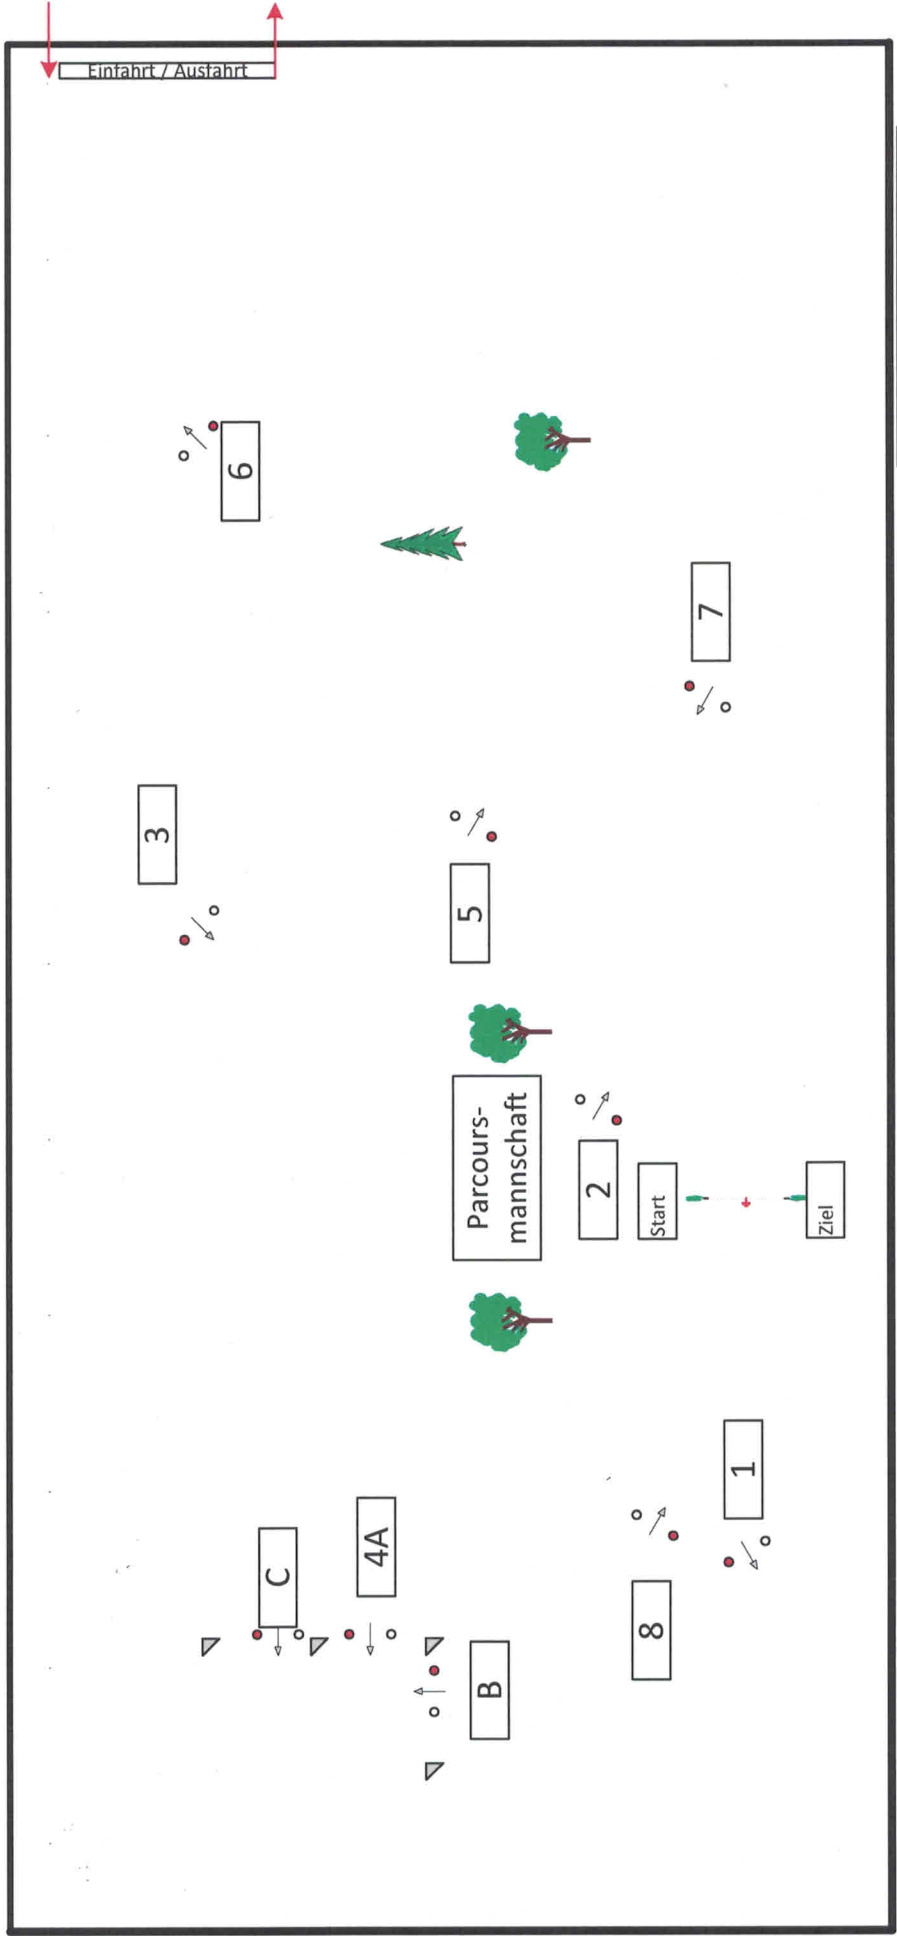 Einfahrt / Ausfahrt
6
7
3
5
Parcours-
mannschaft
2
Start
Ziel
1
4A
C
8
B